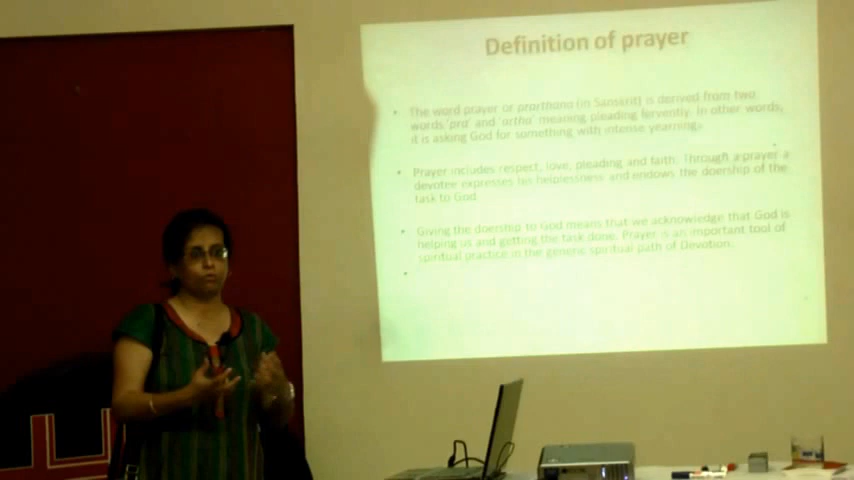 Definition of prayer
• The word prayer or prarthana (in Sanskrit) is derived from two
words 'pra' and 'artha' meaning pleading fervently. In other words,
it is asking God for something with intense yearning.
• Prayer includes respect, love, pleading and faith. Through a prayer a
devotee expresses his helplessness and endows the doership of the
task to God
• Giving the doership to God means that we acknowledge that God is
helping us and getting the task done. Prayer is an important tool of
spiritual practice in the generic spiritual path of Devotion.
•